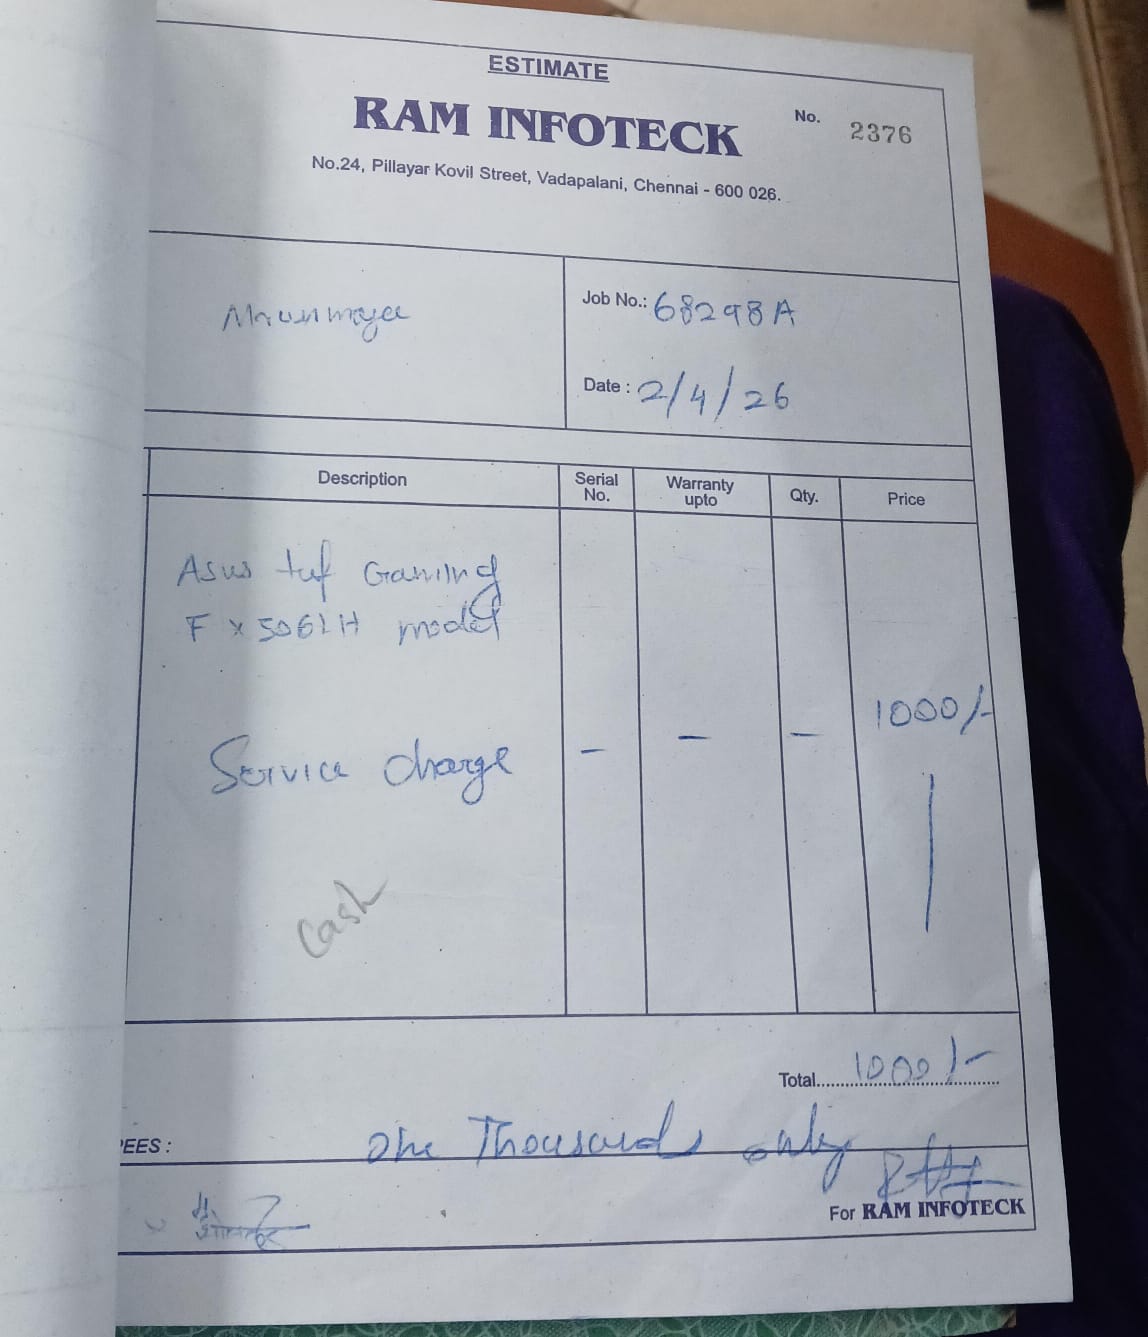 ESTIMATE
RAM INFOTECK
No. 2376
No.24, Pillayar Kovil Street, Vadapalani, Chennai - 600 026.
Job No.: 68298A
Date : 2/4/26
Description Serial No. Warranty upto Qty. Price
Asus tuf Gaming
FX506LH model
Service charge - - - 1000/-
Cash
Total 1000/-
EES : One Thousands only
For RAM INFOTECK